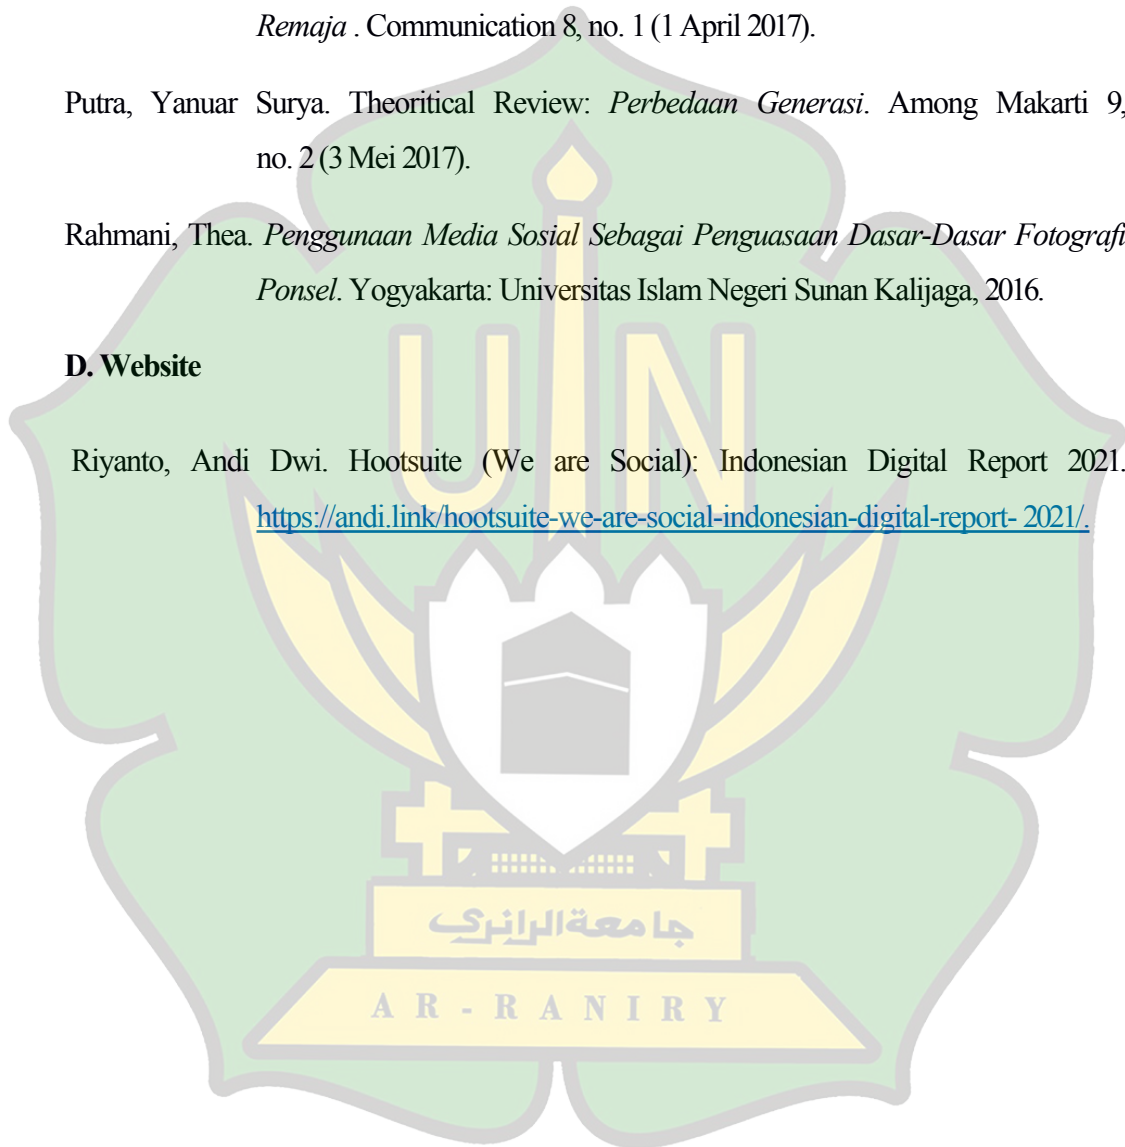 Remaja . Communication 8, no. 1 (1 April 2017).
Putra, Yanuar Surya. Theoritical Review: Perbedaan Generasi. Among Makarti 9,
no. 2 (3 Mei 2017).
Rahmani, Thea. Penggunaan Media Sosial Sebagai Penguasaan Dasar-Dasar Fotografi
Ponsel. Yogyakarta: Universitas Islam Negeri Sunan Kalijaga, 2016.
D. Website
Riyanto, Andi Dwi. Hootsuite (We are Social): Indonesian Digital Report 2021.
https://andi.link/hootsuite-we-are-social-indonesian-digital-report- 2021/.
UIN
جامعة الرانري
AR-RANIRY